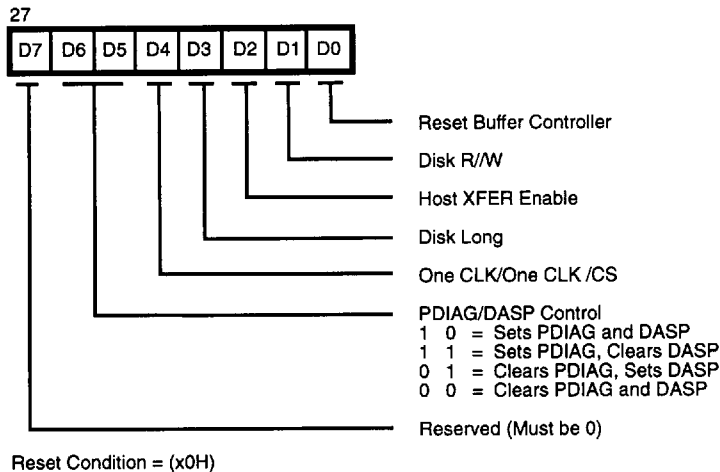 27
D7 D6 D5 D4 D3 D2 D1 D0
Reset Buffer Controller
Disk R//W
Host XFER Enable
Disk Long
One CLK/One CLK /CS
PDIAG/DASP Control
1 0 = Sets PDIAG and DASP
1 1 = Sets PDIAG, Clears DASP
0 1 = Clears PDIAG, Sets DASP
0 0 = Clears PDIAG and DASP
Reserved (Must be 0)
Reset Condition = (x0H)